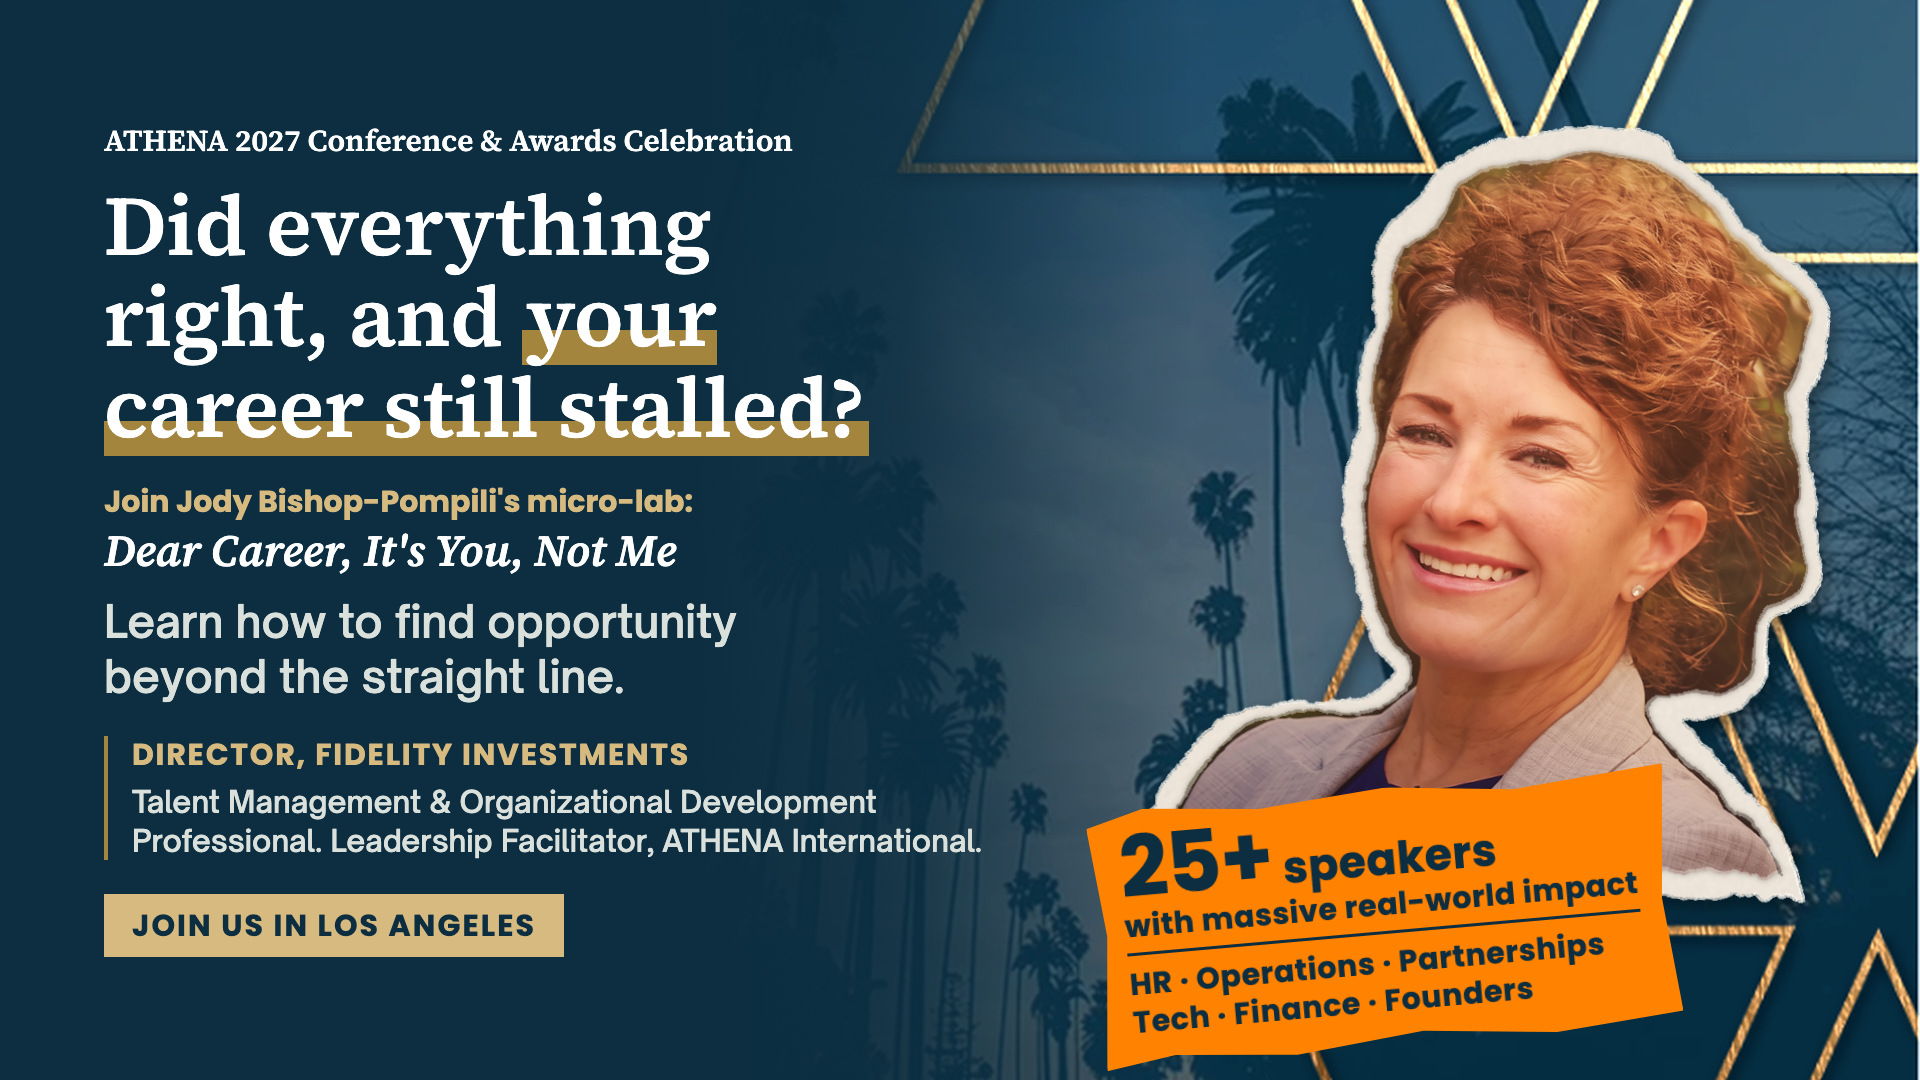 ATHENA 2027 Conference & Awards Celebration
Did everything
right, and your
career still stalled?
Join Jody Bishop-Pompili's micro-lab:
Dear Career, It's You, Not Me
Learn how to find opportunity
beyond the straight line.
DIRECTOR, FIDELITY INVESTMENTS
Talent Management & Organizational Development
Professional. Leadership Facilitator, ATHENA International.
JOIN US IN LOS ANGELES
25+ speakers
with massive real-world impact
HR · Operations · Partnerships
Tech · Finance · Founders